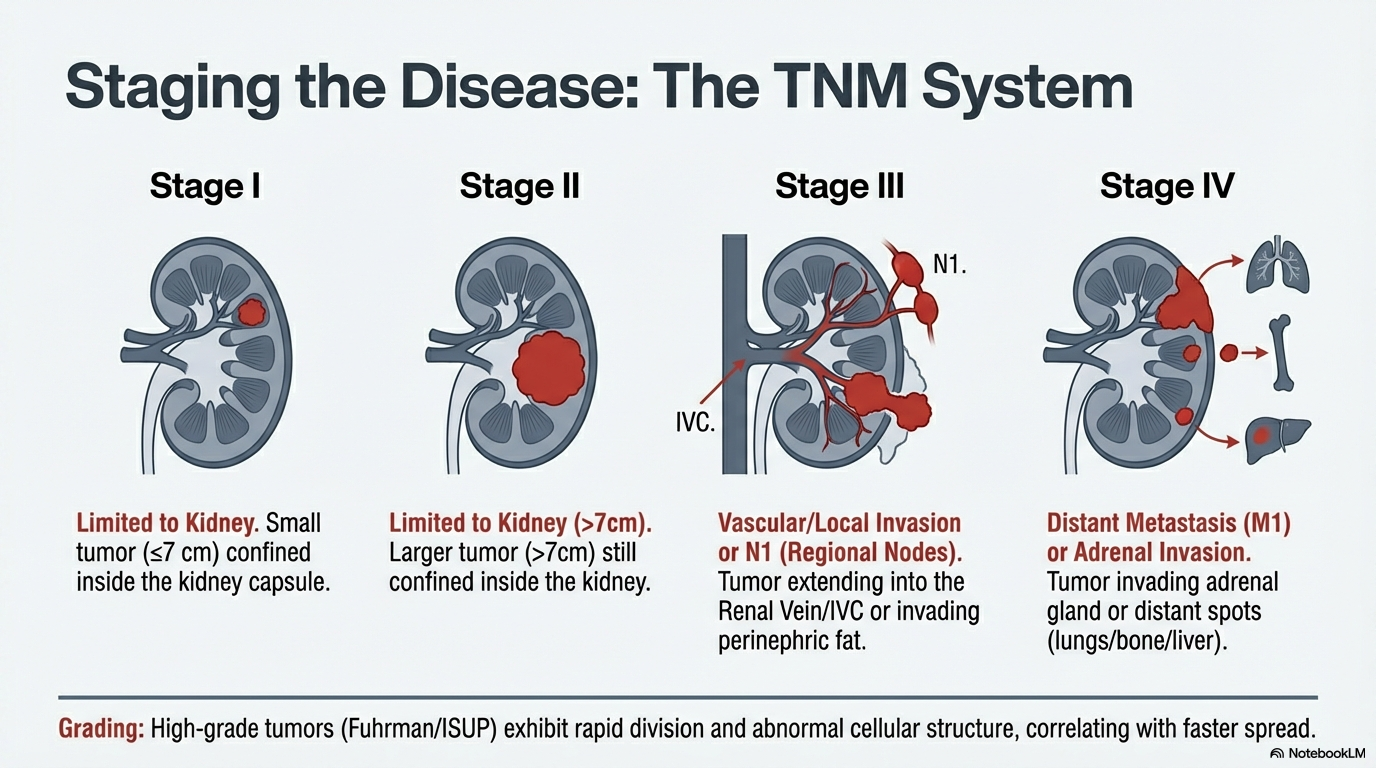 Staging the Disease: The TNM System
Stage I
Stage II
Stage III
Stage IV
N1.
IVC.
Limited to Kidney. Small
tumor (≤7 cm) confined
inside the kidney capsule.
Limited to Kidney (>7cm).
Larger tumor (>7cm) still
confined inside the kidney.
Vascular/Local Invasion
or N1 (Regional Nodes).
Tumor extending into the
Renal Vein/IVC or invading
perinephric fat.
Distant Metastasis (M1)
or Adrenal Invasion.
Tumor invading adrenal
gland or distant spots
(lungs/bone/liver).
Grading: High-grade tumors (Fuhrman/ISUP) exhibit rapid division and abnormal cellular structure, correlating with faster spread.
NotebookLM